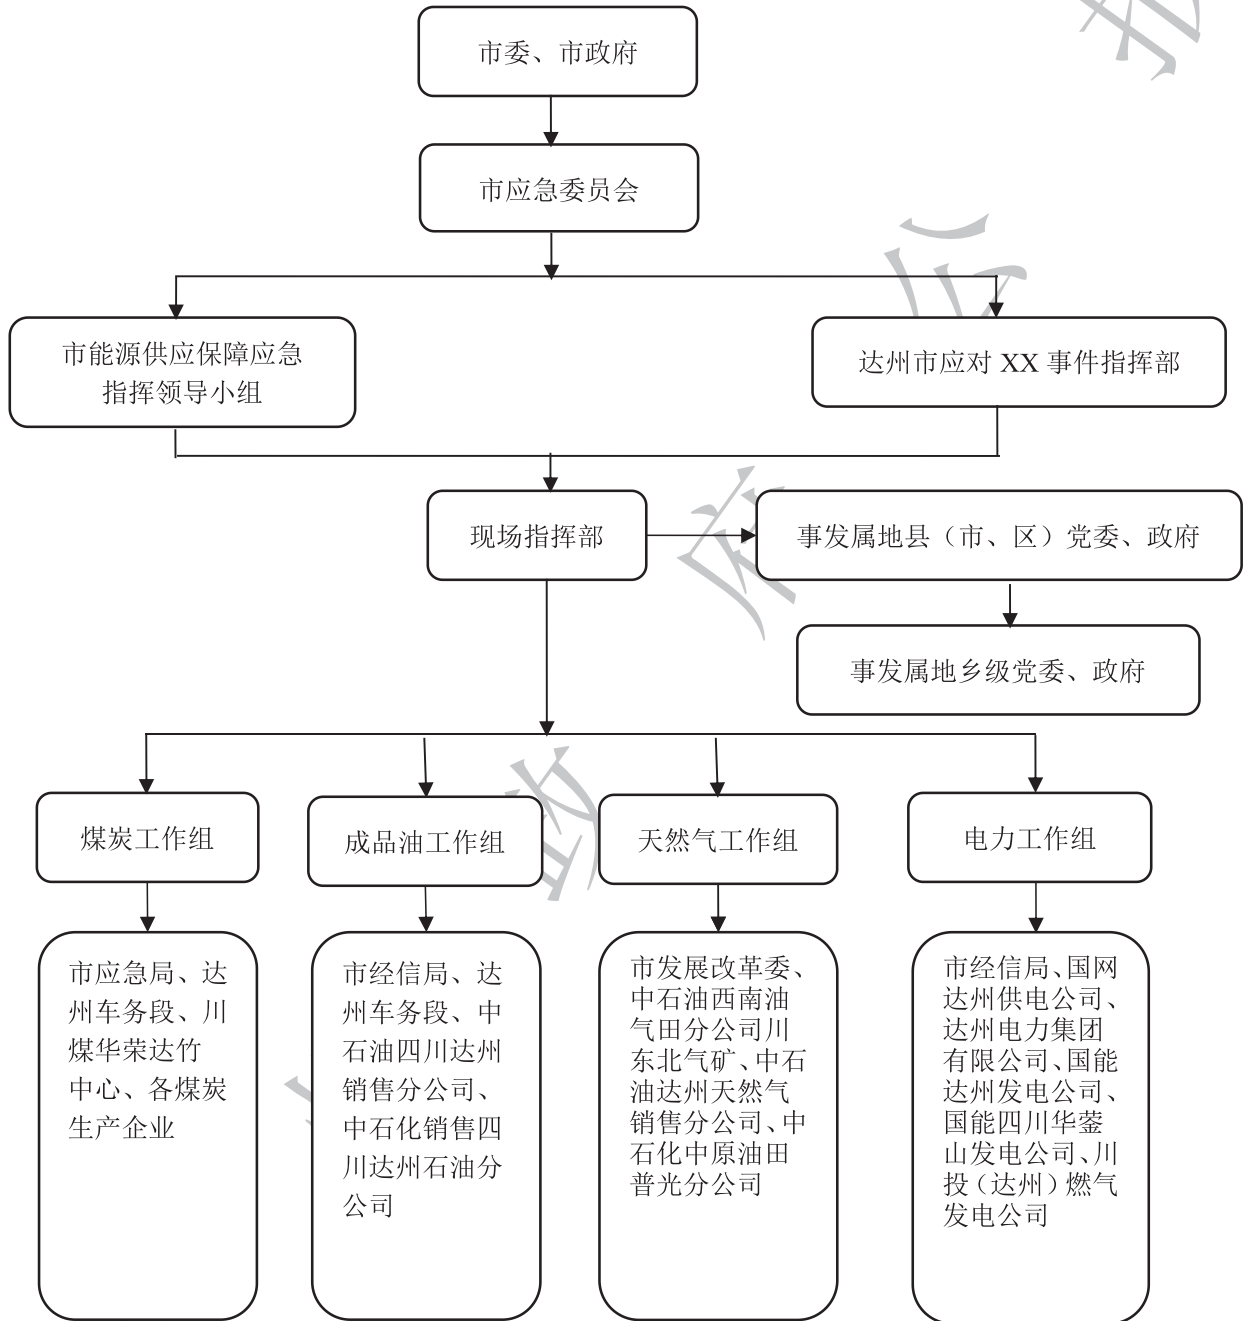 市委、市政府
市应急委员会
市能源供应保障应急
指挥领导小组
达州市应对 XX 事件指挥部
现场指挥部
事发属地县（市、区）党委、政府
事发属地乡级党委、政府
煤炭工作组
成品油工作组
天然气工作组
电力工作组
市应急局、达
州车务段、川
煤华荣达竹
中心、各煤炭
生产企业
市经信局、达
州车务段、中
石油四川达州
销售分公司、
中石化销售四
川达州石油分
公司
市发展改革委、
中石油西南油
气田分公司川
东北气矿、中石
油达州天然气
销售分公司、中
石化中原油田
普光分公司
市经信局、国网
达州供电公司、
达州电力集团
有限公司、国能
达州发电公司、
国能四川华蓥
山发电公司、川
投（达州）燃气
发电公司